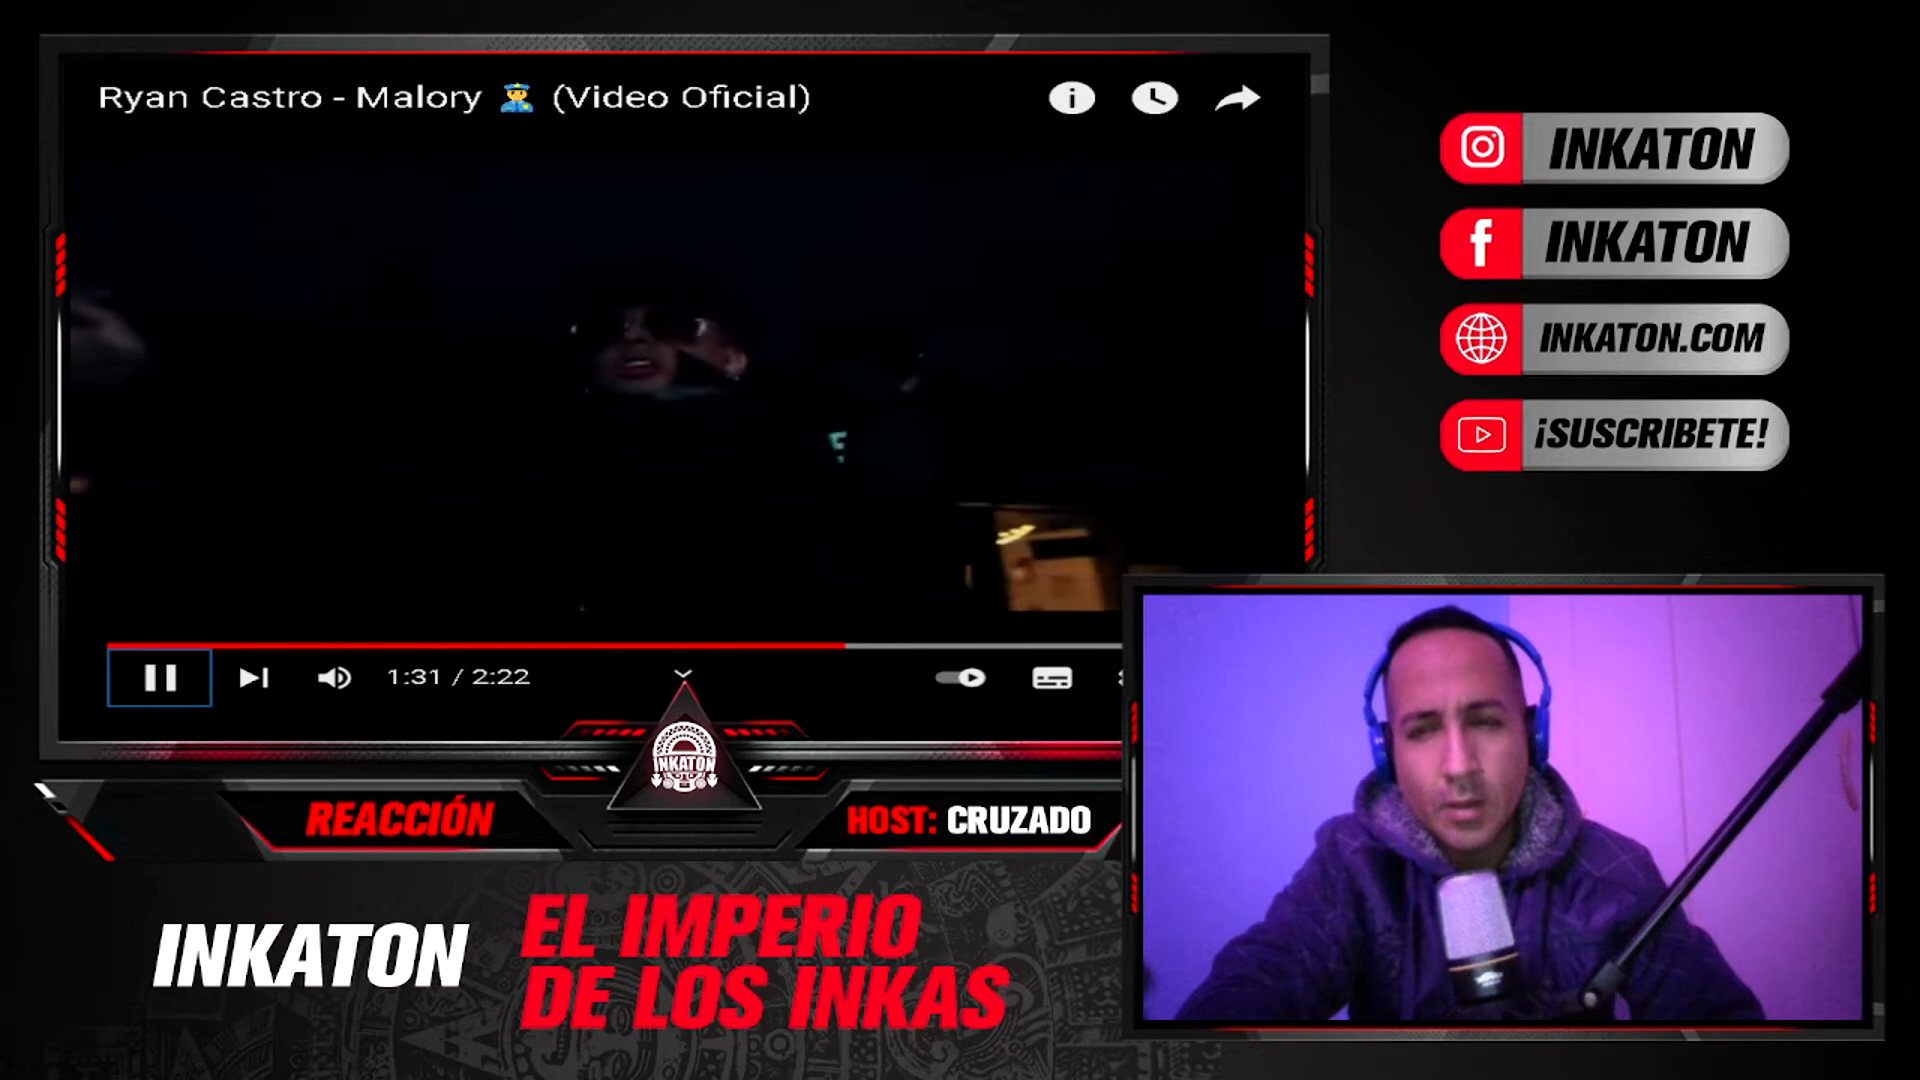 Ryan Castro - Malory 👮 (Video Oficial)
INKATON
INKATON
INKATON.COM
¡SUSCRIBETE!
1:31 / 2:22
INKATON
REACCIÓN
HOST: CRUZADO
INKATON
EL IMPERIO
DE LOS INKAS